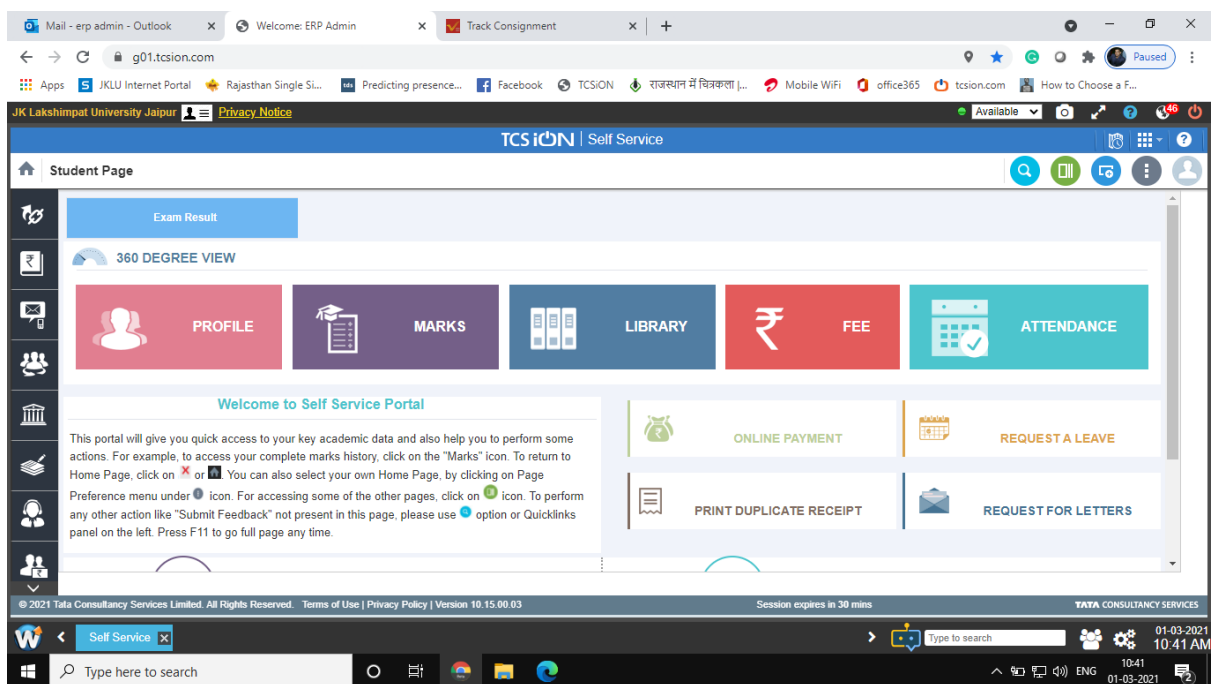 Mail - erp admin - Outlook
Welcome: ERP Admin
Track Consignment
g01.tcsion.com
Paused
Apps
JKLU Internet Portal
Rajasthan Single Si...
Predicting presence...
Facebook
TCSiON
राजस्थान में चित्रकला |...
Mobile WiFi
office365
tcsion.com
How to Choose a F...
JK Lakshimpat University Jaipur
Privacy Notice
Available
46
TCS iON | Self Service
Student Page
Exam Result
360 DEGREE VIEW
PROFILE
MARKS
LIBRARY
FEE
ATTENDANCE
Welcome to Self Service Portal
This portal will give you quick access to your key academic data and also help you to perform some
actions. For example, to access your complete marks history, click on the "Marks" icon. To return to
Home Page, click on or . You can also select your own Home Page, by clicking on Page
Preference menu under icon. For accessing some of the other pages, click on icon. To perform
any other action like "Submit Feedback" not present in this page, please use option or Quicklinks
panel on the left. Press F11 to go full page any time.
ONLINE PAYMENT
REQUEST A LEAVE
PRINT DUPLICATE RECEIPT
REQUEST FOR LETTERS
© 2021 Tata Consultancy Services Limited. All Rights Reserved. Terms of Use | Privacy Policy | Version 10.15.00.03
Session expires in 30 mins
TATA CONSULTANCY SERVICES
Self Service
Type to search
01-03-2021
10:41 AM
Type here to search
ENG
10:41
01-03-2021
2